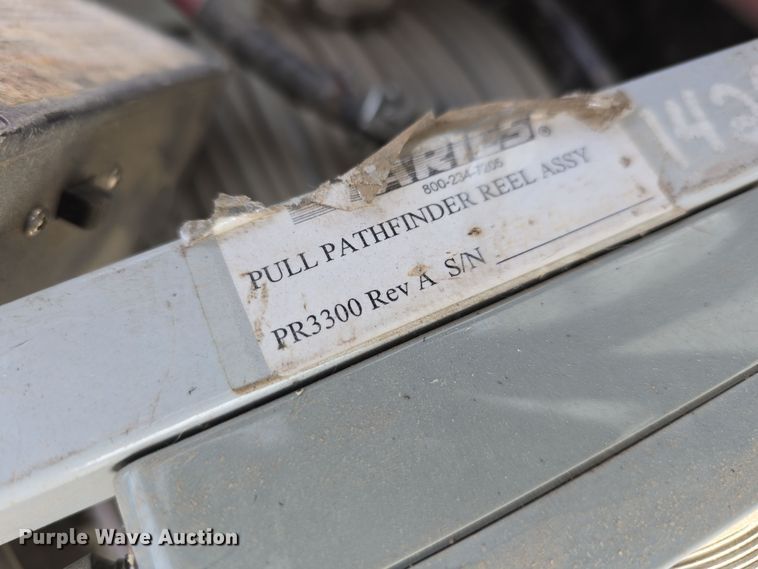 ARIES®
800-234-7205
PULL PATHFINDER REEL ASSY
PR3300 Rev A S/N
Purple Wave Auction